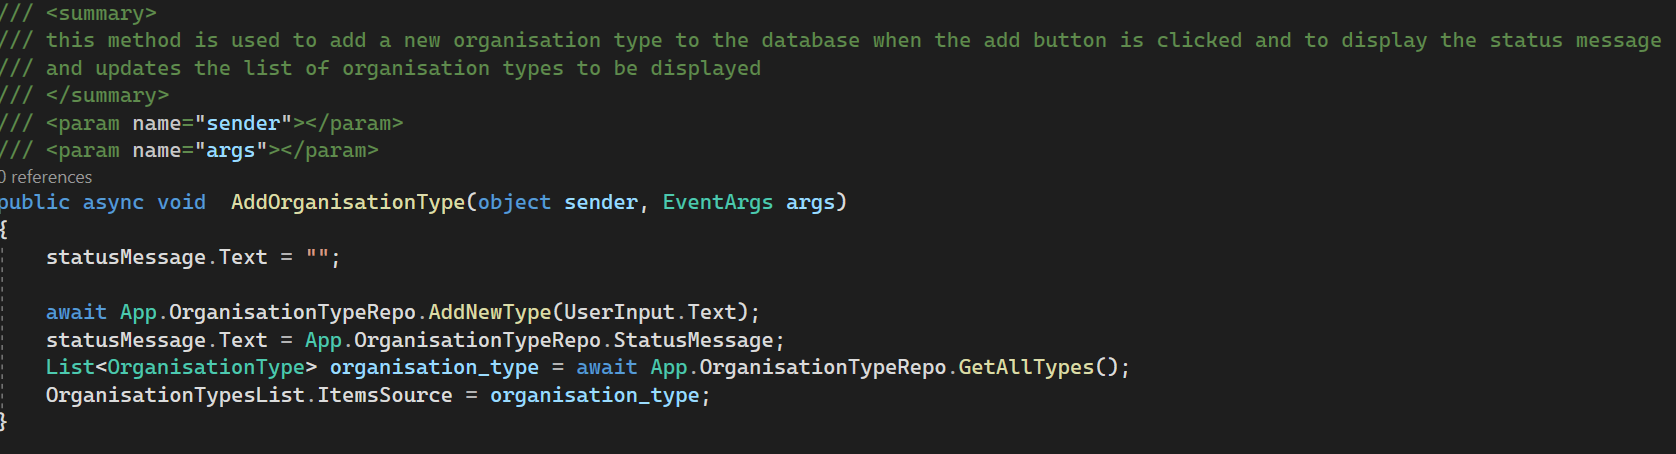 /// <summary>
/// this method is used to add a new organisation type to the database when the add button is clicked and to display the status message
/// and updates the list of organisation types to be displayed
/// </summary>
/// <param name="sender"></param>
/// <param name="args"></param>
0 references
public async void  AddOrganisationType(object sender, EventArgs args)
{
    statusMessage.Text = "";

    await App.OrganisationTypeRepo.AddNewType(UserInput.Text);
    statusMessage.Text = App.OrganisationTypeRepo.StatusMessage;
    List<OrganisationType> organisation_type = await App.OrganisationTypeRepo.GetAllTypes();
    OrganisationTypesList.ItemsSource = organisation_type;
}